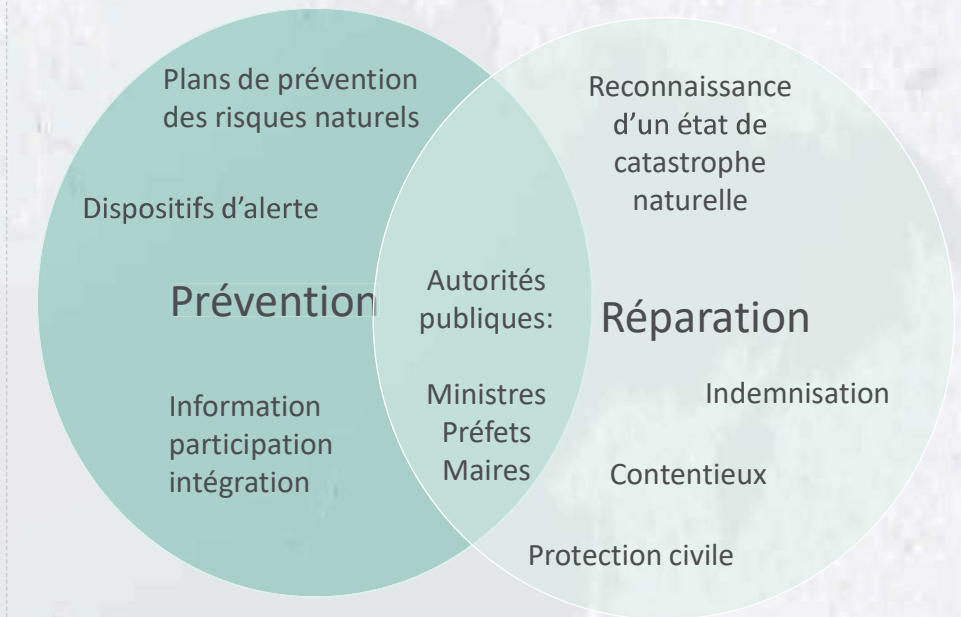 Plans de prévention
des risques naturels
Dispositifs d’alerte
Prévention
Information
participation
intégration
Autorités
publiques:
Ministres
Préfets
Maires
Reconnaissance
d’un état de
catastrophe
naturelle
Réparation
Indemnisation
Contentieux
Protection civile